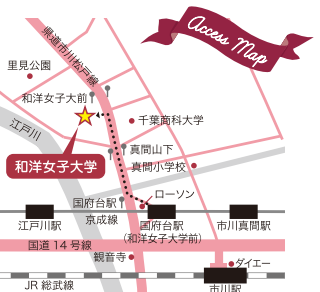 Access Map
県道市川松戸線
里見公園
和洋女子大前
江戸川
千葉商科大学
真間山下
真間小学校
和洋女子大学
ローソン
国府台駅
京成線
江戸川駅
国府台駅
(和洋女子大学前)
市川真間駅
国道14号線
観音寺
ダイエー
JR 総武線
市川駅